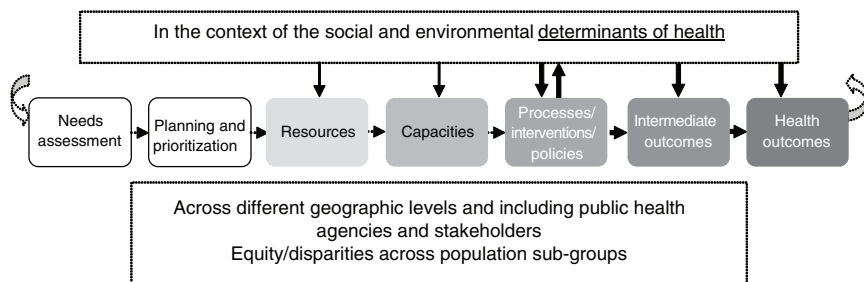 In the context of the social and environmental determinants of health
Needs
assessment
Planning and
prioritization
Resources
Capacities
Processes/
interventions/
policies
Intermediate
outcomes
Health
outcomes
Across different geographic levels and including public health
agencies and stakeholders
Equity/disparities across population sub-groups